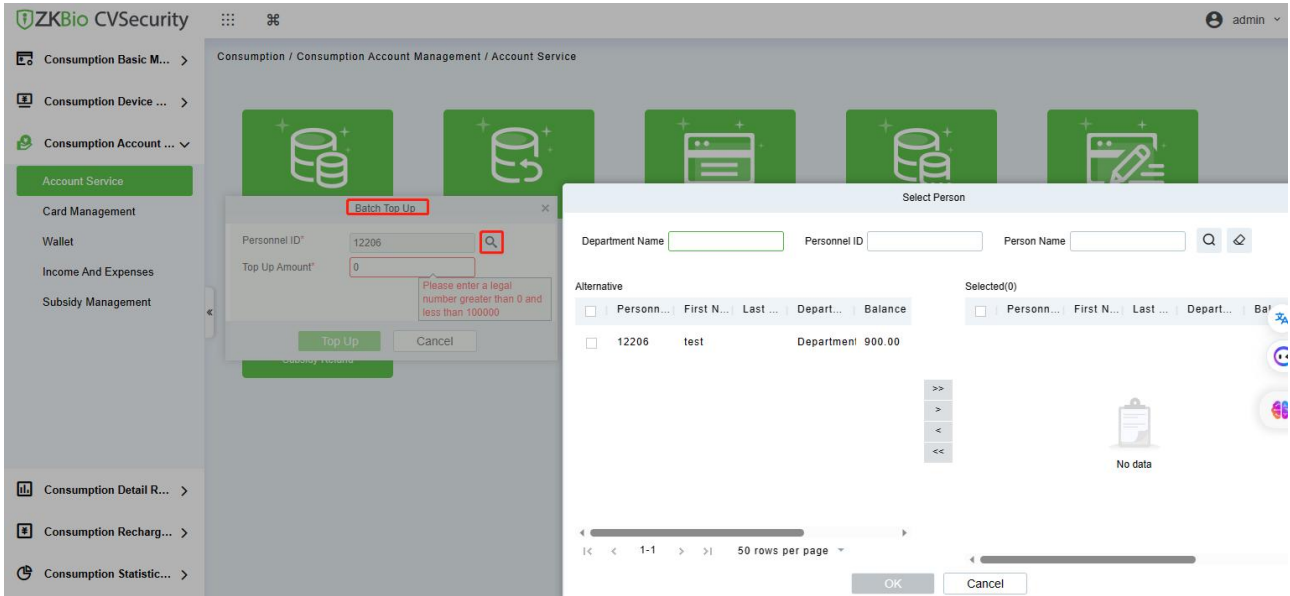 ZKBio CVSecurity
admin
Consumption / Consumption Account Management / Account Service
Consumption Basic M...
Consumption Device ...
Consumption Account ...
Account Service
Card Management
Wallet
Income And Expenses
Subsidy Management
Consumption Detail R...
Consumption Recharg...
Consumption Statistic...
Batch Top Up
Personnel ID*
12206
Top Up Amount*
0
Please enter a legal
number greater than 0 and
less than 100000
Top Up
Cancel
Subsidy Refund
Select Person
Department Name
Personnel ID
Person Name
Alternative
Personn... First N... Last ... Depart... Balance
12206 test Department 900.00
>>
>
<
<<
Selected(0)
Personn... First N... Last ... Depart...
No data
1-1
50 rows per page
OK
Cancel